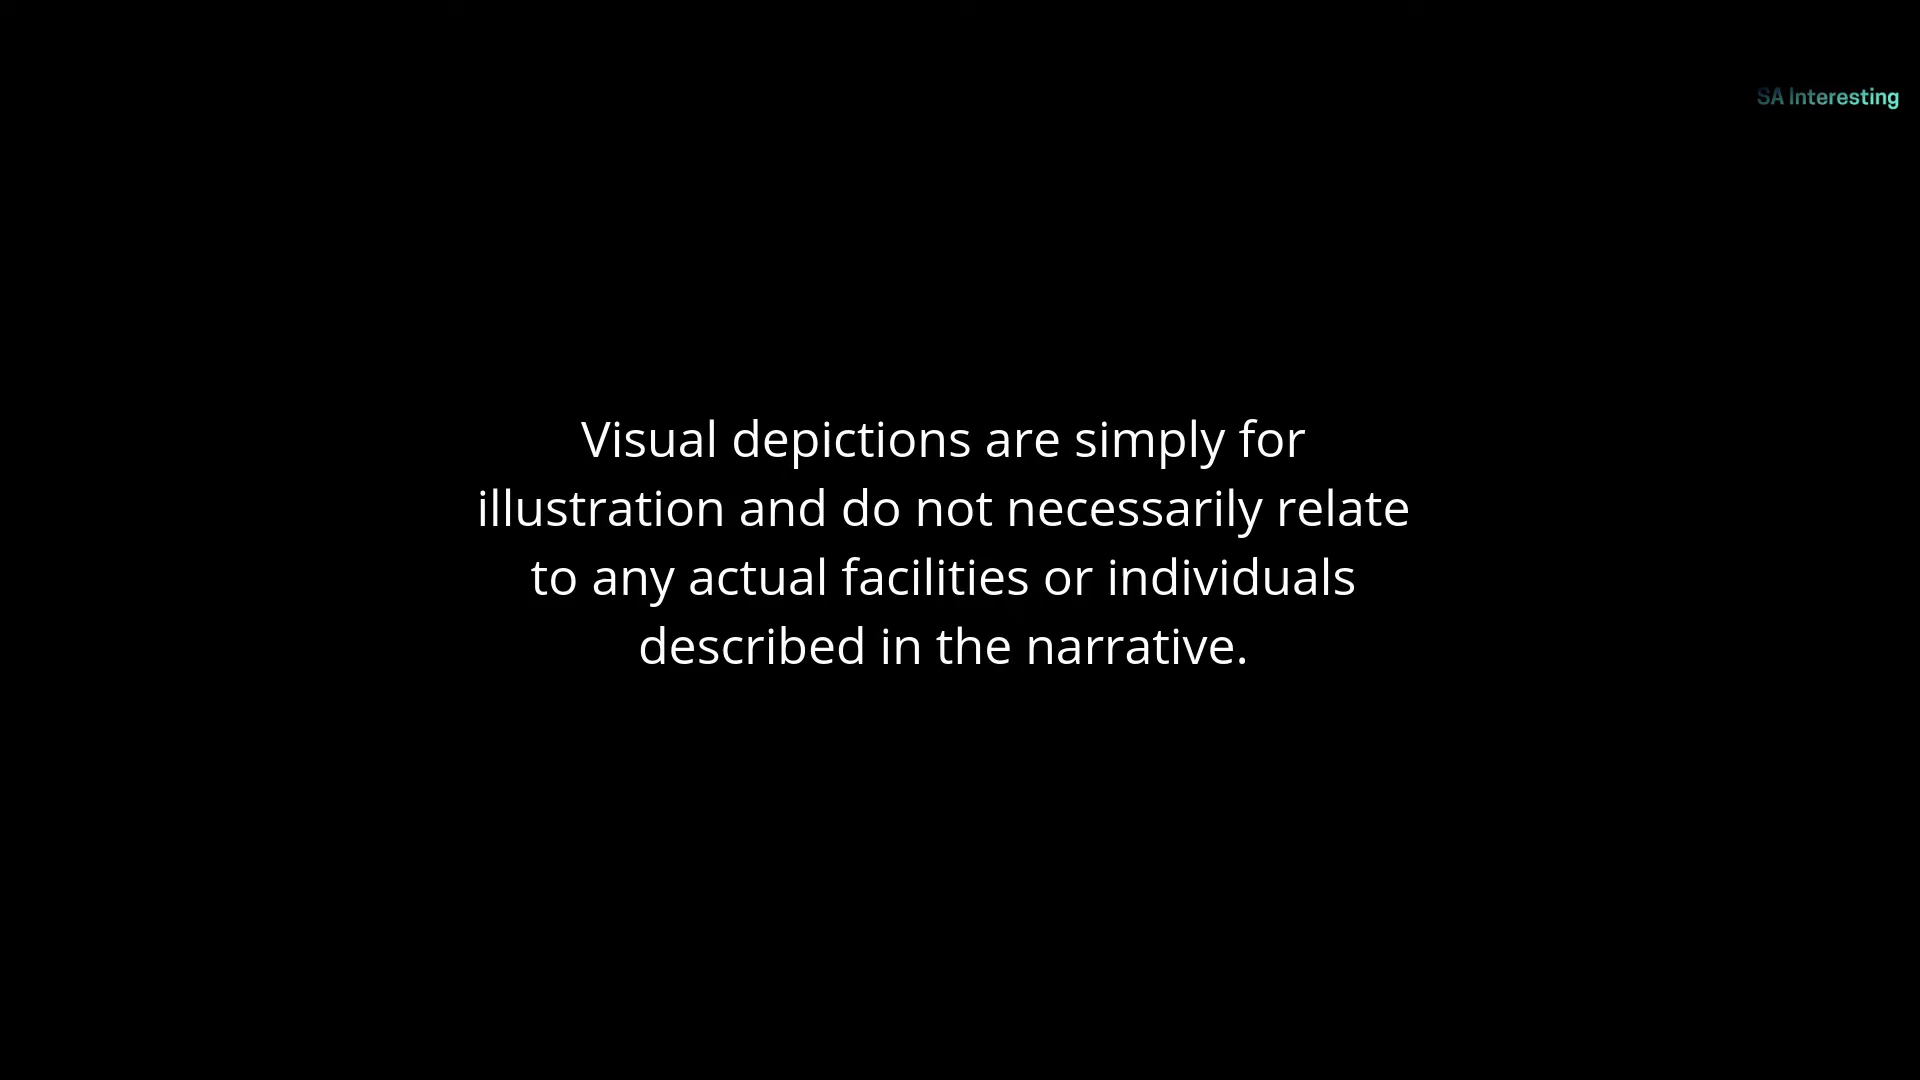 SA Interesting
Visual depictions are simply for
illustration and do not necessarily relate
to any actual facilities or individuals
described in the narrative.